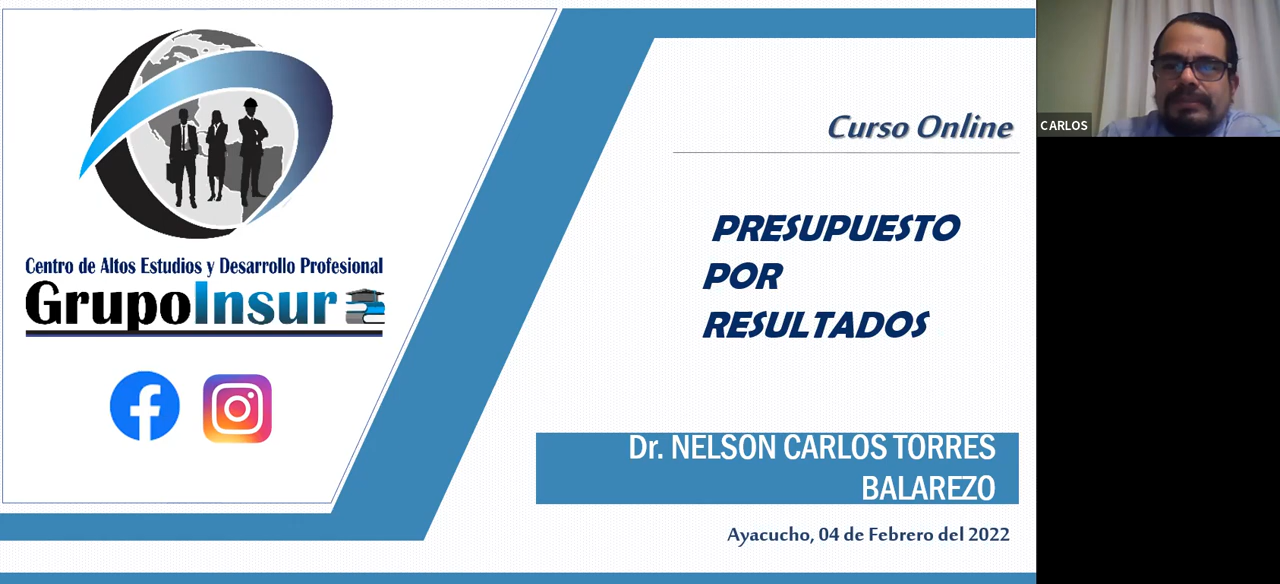 Centro de Altos Estudios y Desarrollo Profesional
GrupoInsur
Curso Online
PRESUPUESTO
POR
RESULTADOS
Dr. NELSON CARLOS TORRES
BALAREZO
Ayacucho, 04 de Febrero del 2022
CARLOS